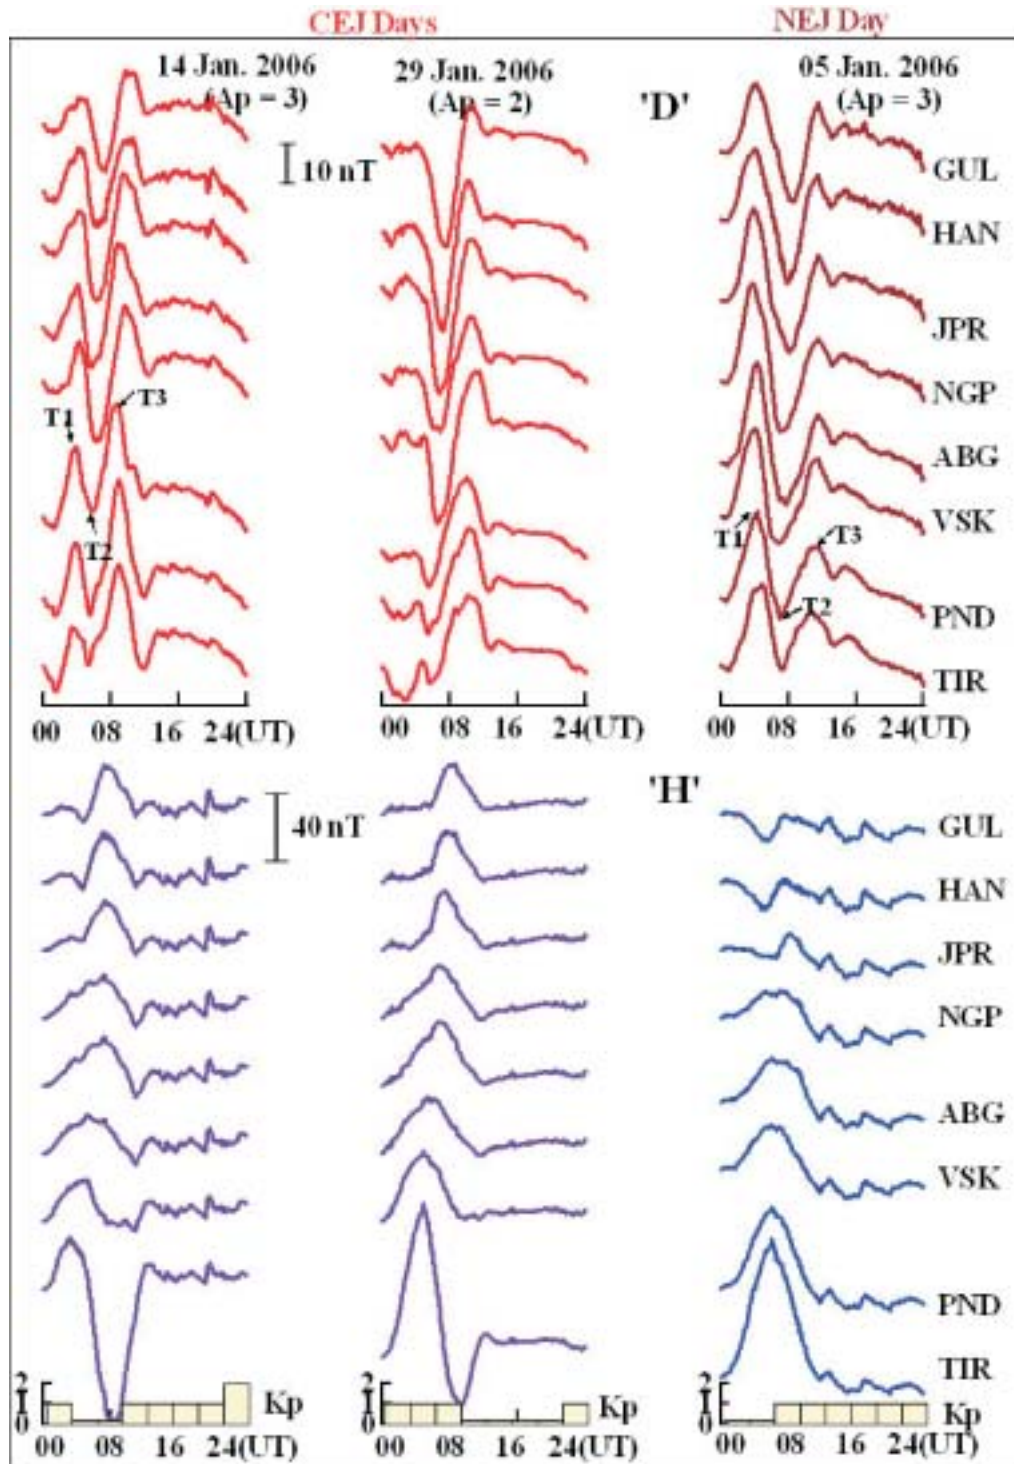 CEJ Days
NEJ Day
14 Jan. 2006
(Ap = 3)
29 Jan. 2006
(Ap = 2)
'D'
05 Jan. 2006
(Ap = 3)
10 nT
GUL
HAN
JPR
NGP
ABG
VSK
PND
TIR
T1
T2
T3
T1
T2
T3
00 08 16 24(UT)
00 08 16 24(UT)
00 08 16 24(UT)
'H'
40 nT
GUL
HAN
JPR
NGP
ABG
VSK
PND
TIR
2
1
0
Kp
2
1
0
Kp
2
1
0
Kp
00 08 16 24(UT)
00 08 16 24(UT)
00 08 16 24(UT)